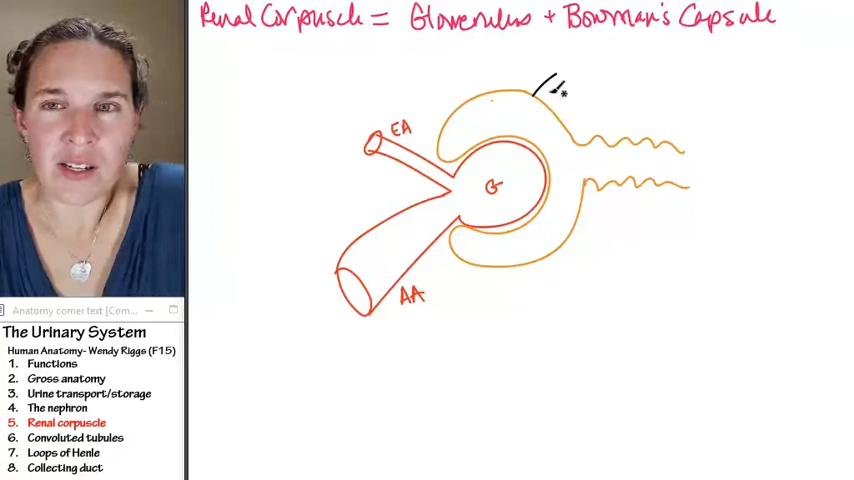 Renal Corpuscle = Glomerulus + Bowman's Capsule
EA
G
AA
Anatomy corner text [Com...
The Urinary System
Human Anatomy- Wendy Riggs (F15)
1. Functions
2. Gross anatomy
3. Urine transport/storage
4. The nephron
5. Renal corpuscle
6. Convoluted tubules
7. Loops of Henle
8. Collecting duct